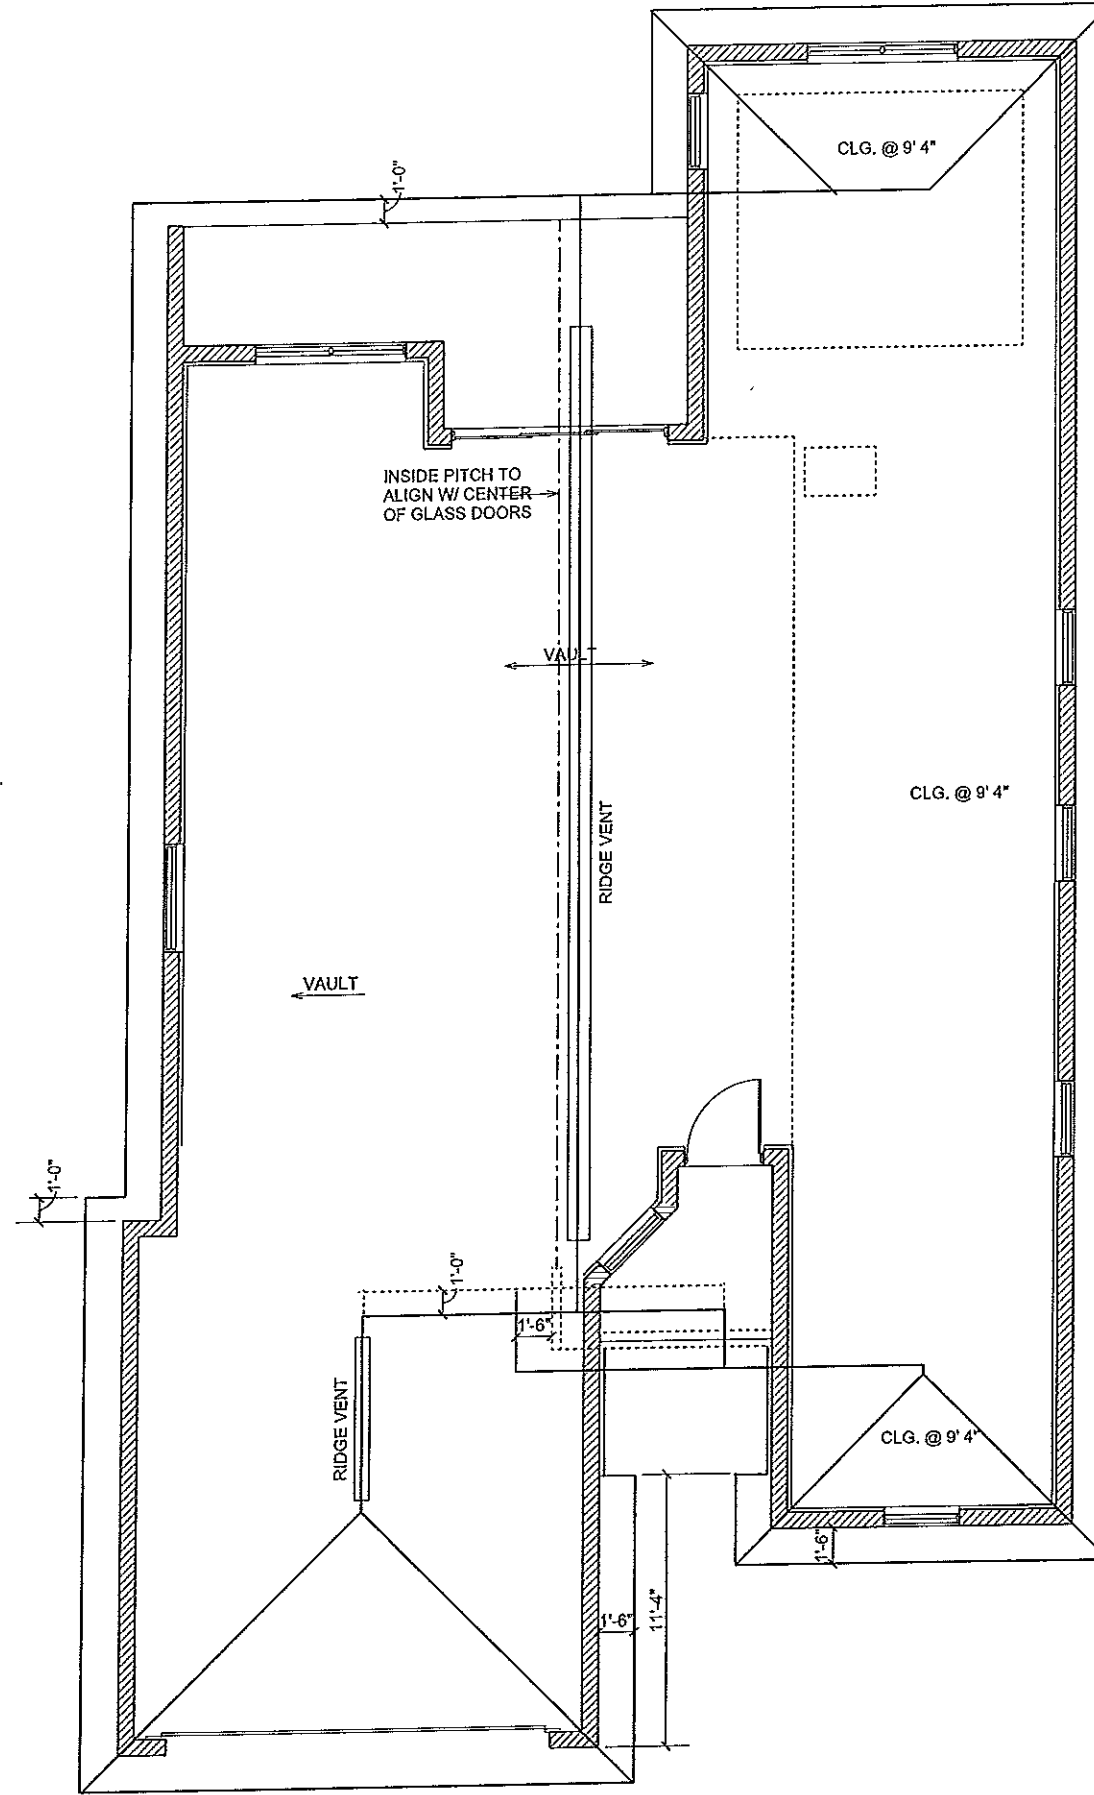 CLG. @ 9' 4"
1'-0"
INSIDE PITCH TO
ALIGN W/ CENTER
OF GLASS DOORS
VAULT
CLG. @ 9' 4"
RIDGE VENT
VAULT
1'-0"
1'-0"
1'-6"
RIDGE VENT
CLG. @ 9' 4"
1'-6"
1'-6"
11'-4"